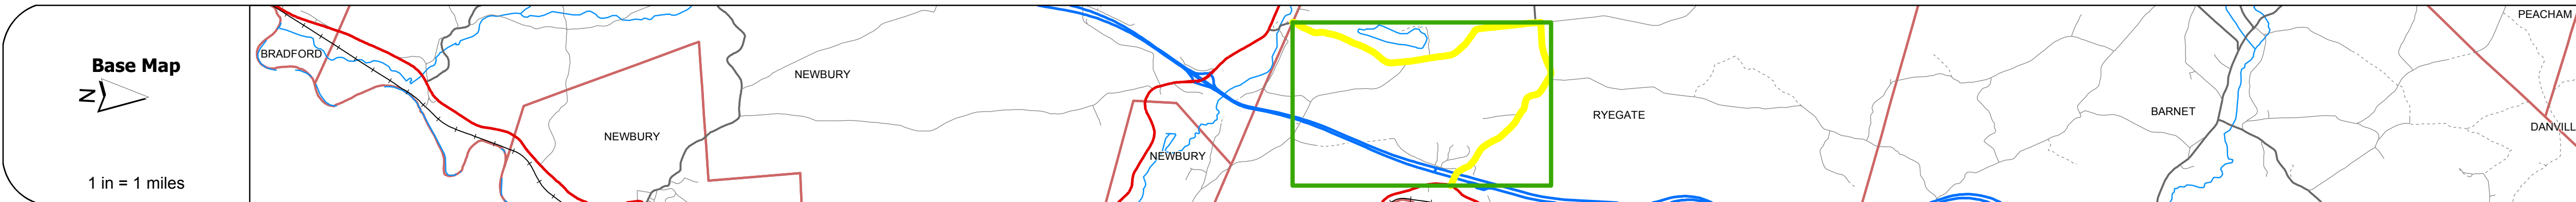 Base Map
N
1 in = 1 miles
BRADFORD
NEWBURY
NEWBURY
NEWBURY
RYEGATE
BARNET
PEACHAM
DANVILL